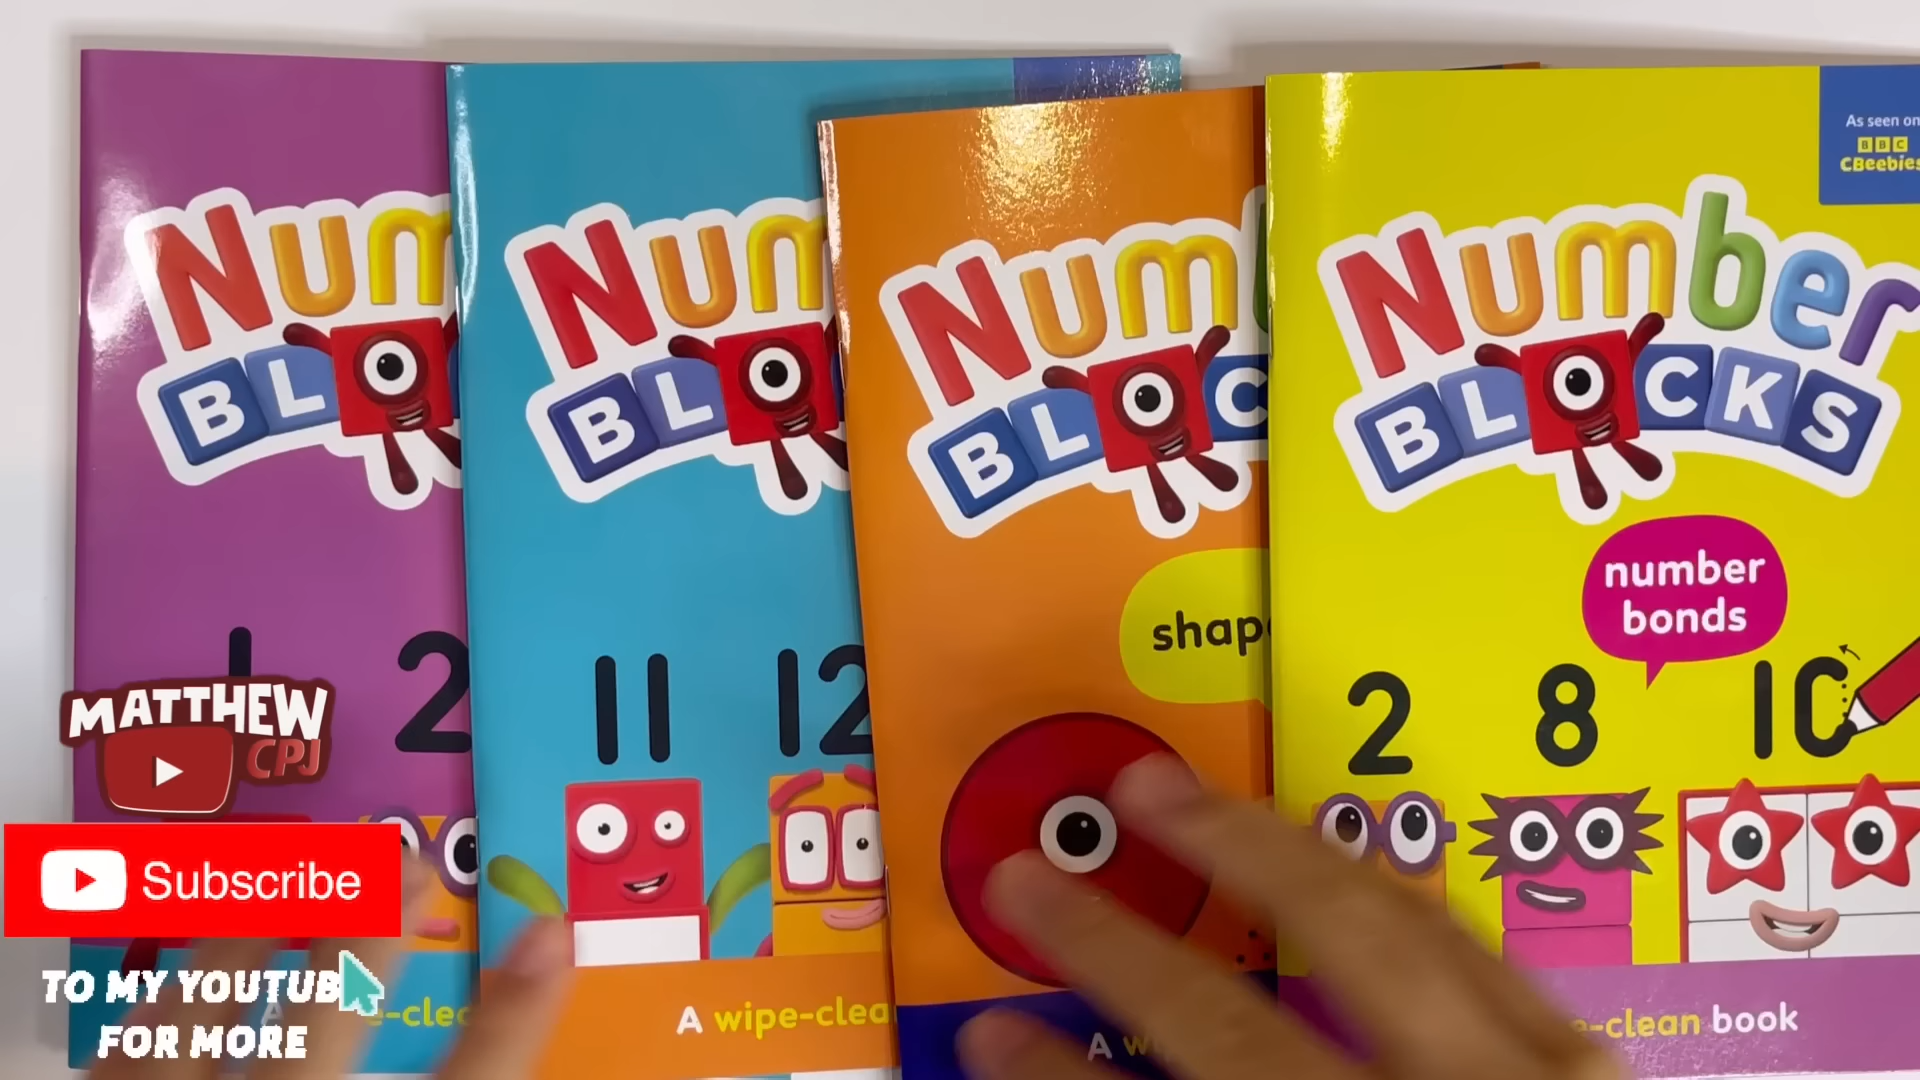 Num
BL
1 2
Num
BL
11 12
A wipe-clea
Num
BL C
shap
A
Number
BLOCKS
As seen on
BBC
CBeebies
number
bonds
2 8 10
e-clean book
MATTHEW
CPJ
Subscribe
TO MY YOUTUB
FOR MORE
e-clea